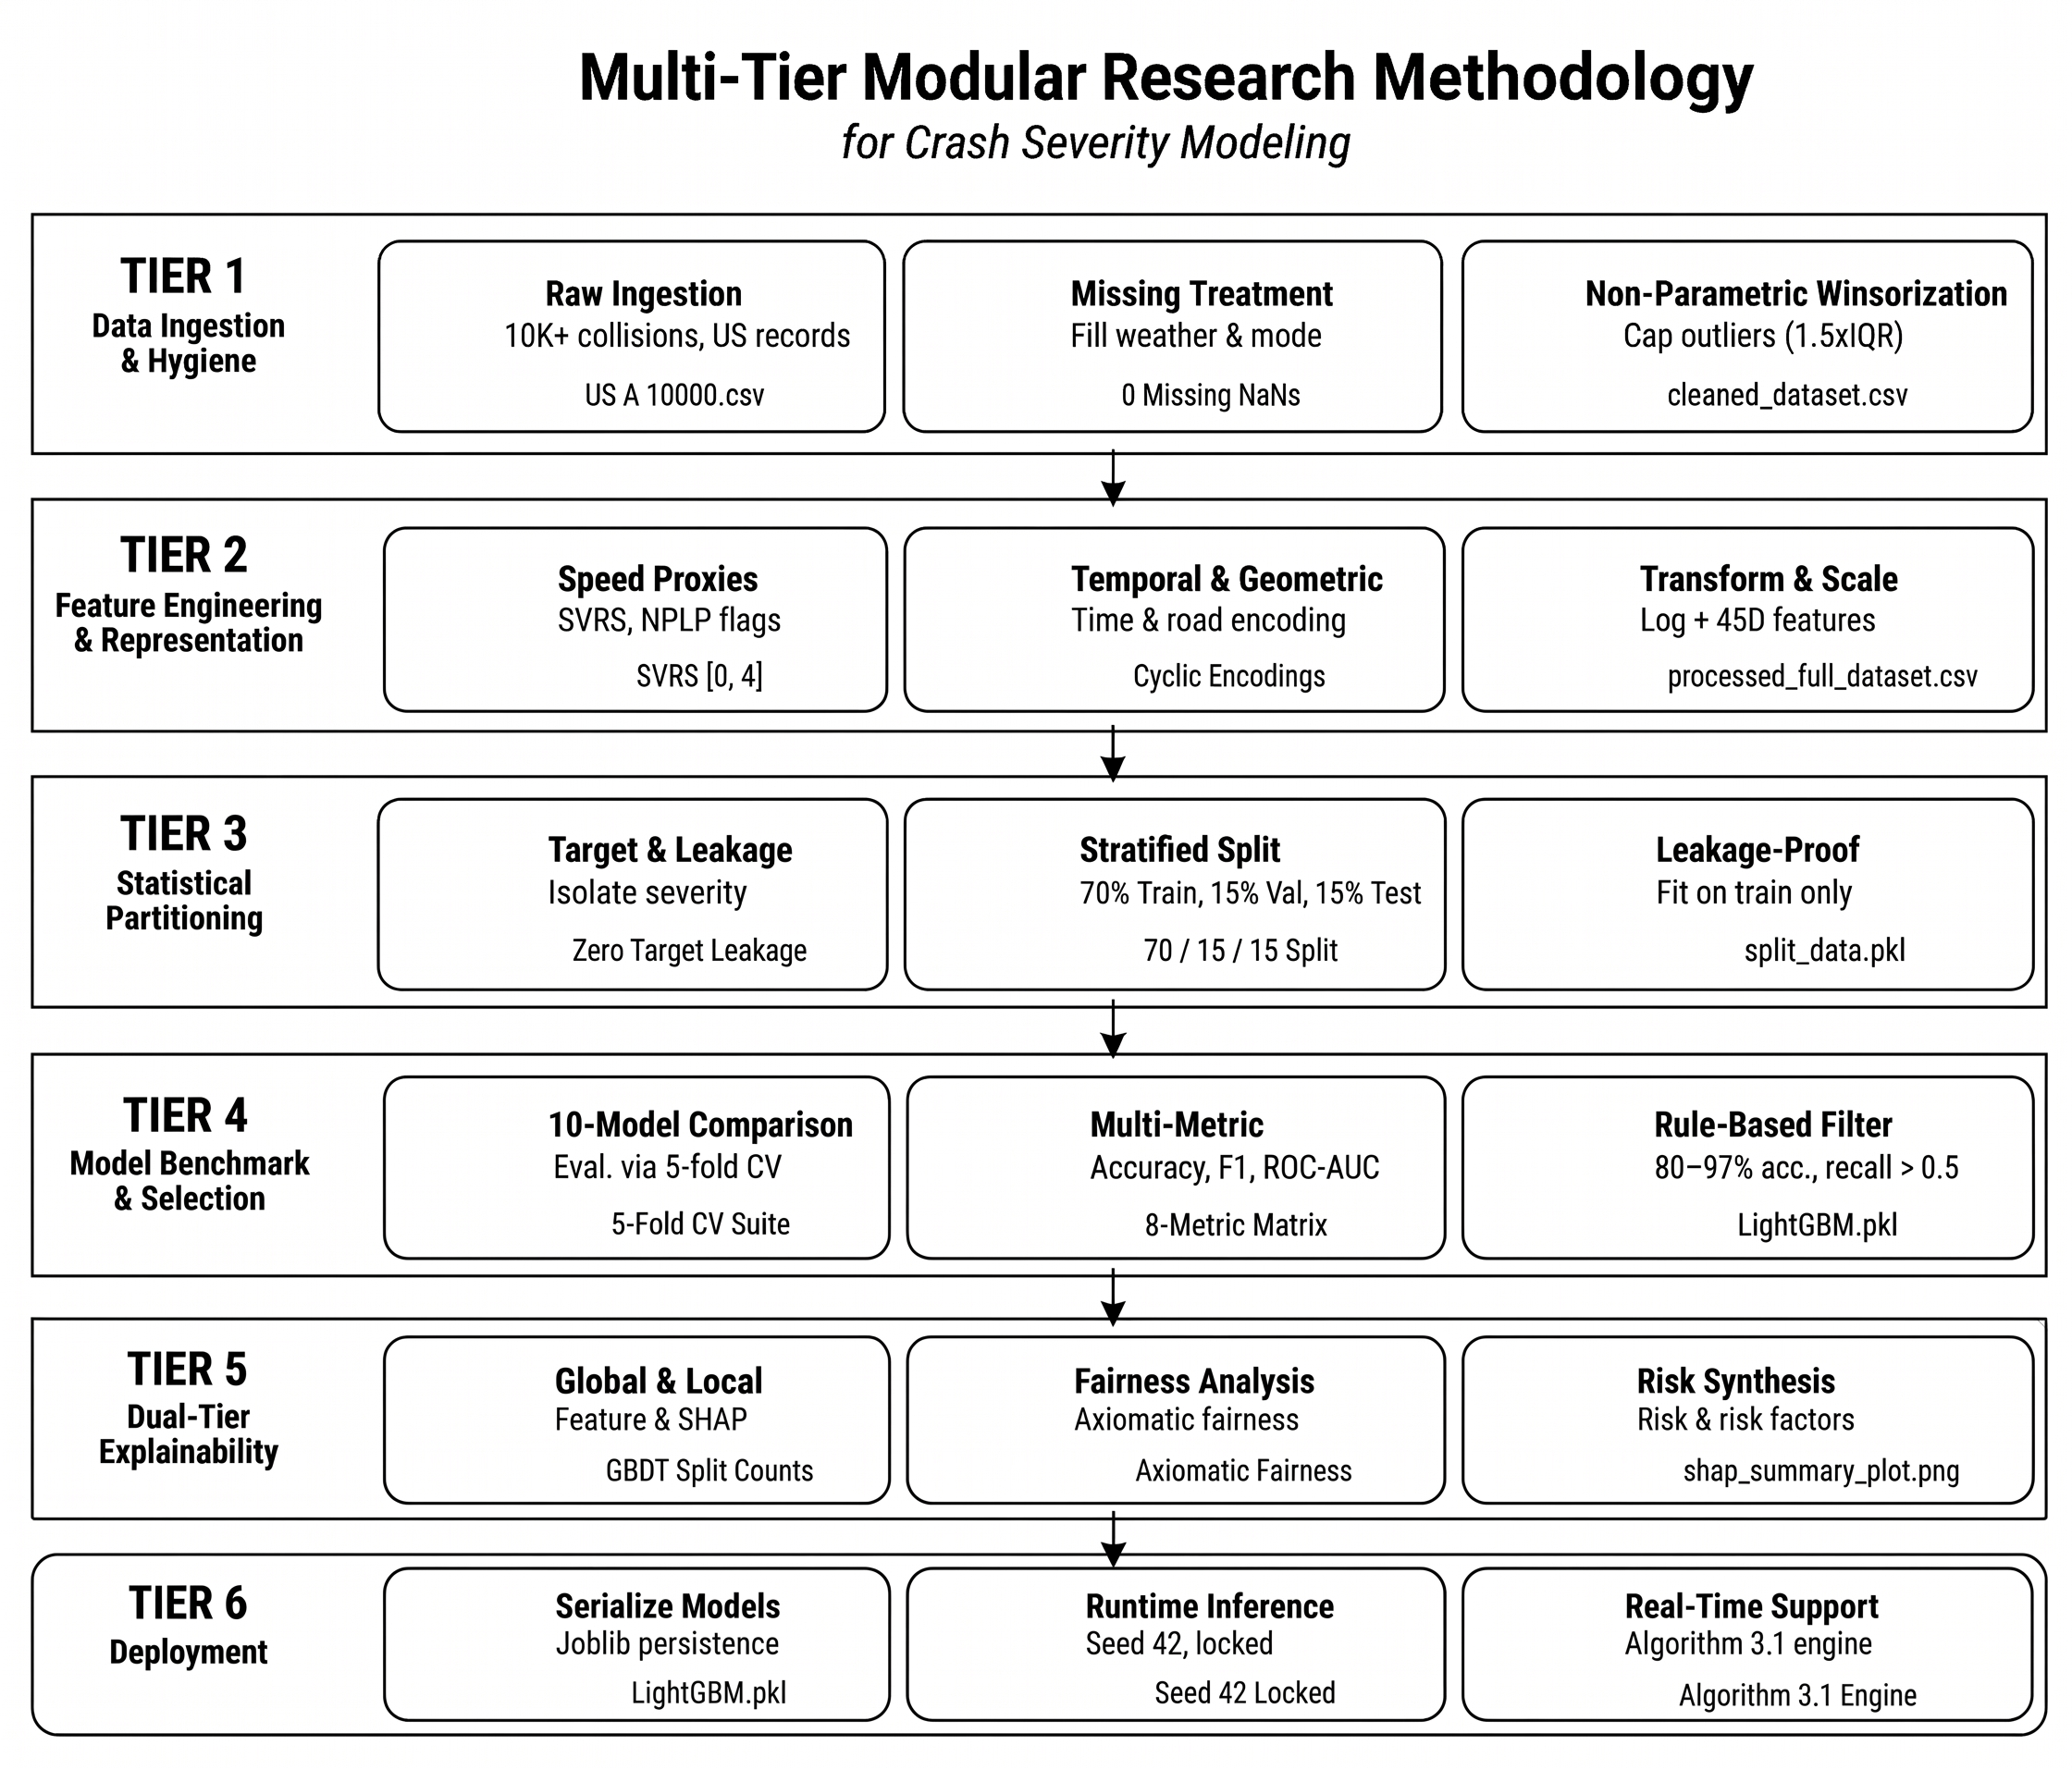 Multi-Tier Modular Research Methodology
for Crash Severity Modeling
TIER 1
Data Ingestion
& Hygiene
Raw Ingestion
10K+ collisions, US records
US A 10000.csv
Missing Treatment
Fill weather & mode
0 Missing NaNs
Non-Parametric Winsorization
Cap outliers (1.5xIQR)
cleaned_dataset.csv
TIER 2
Feature Engineering
& Representation
Speed Proxies
SVRS, NPLP flags
SVRS [0, 4]
Temporal & Geometric
Time & road encoding
Cyclic Encodings
Transform & Scale
Log + 45D features
processed_full_dataset.csv
TIER 3
Statistical
Partitioning
Target & Leakage
Isolate severity
Zero Target Leakage
Stratified Split
70% Train, 15% Val, 15% Test
70 / 15 / 15 Split
Leakage-Proof
Fit on train only
split_data.pkl
TIER 4
Model Benchmark
& Selection
10-Model Comparison
Eval. via 5-fold CV
5-Fold CV Suite
Multi-Metric
Accuracy, F1, ROC-AUC
8-Metric Matrix
Rule-Based Filter
80–97% acc., recall > 0.5
LightGBM.pkl
TIER 5
Dual-Tier
Explainability
Global & Local
Feature & SHAP
GBDT Split Counts
Fairness Analysis
Axiomatic fairness
Axiomatic Fairness
Risk Synthesis
Risk & risk factors
shap_summary_plot.png
TIER 6
Deployment
Serialize Models
Joblib persistence
LightGBM.pkl
Runtime Inference
Seed 42, locked
Seed 42 Locked
Real-Time Support
Algorithm 3.1 engine
Algorithm 3.1 Engine